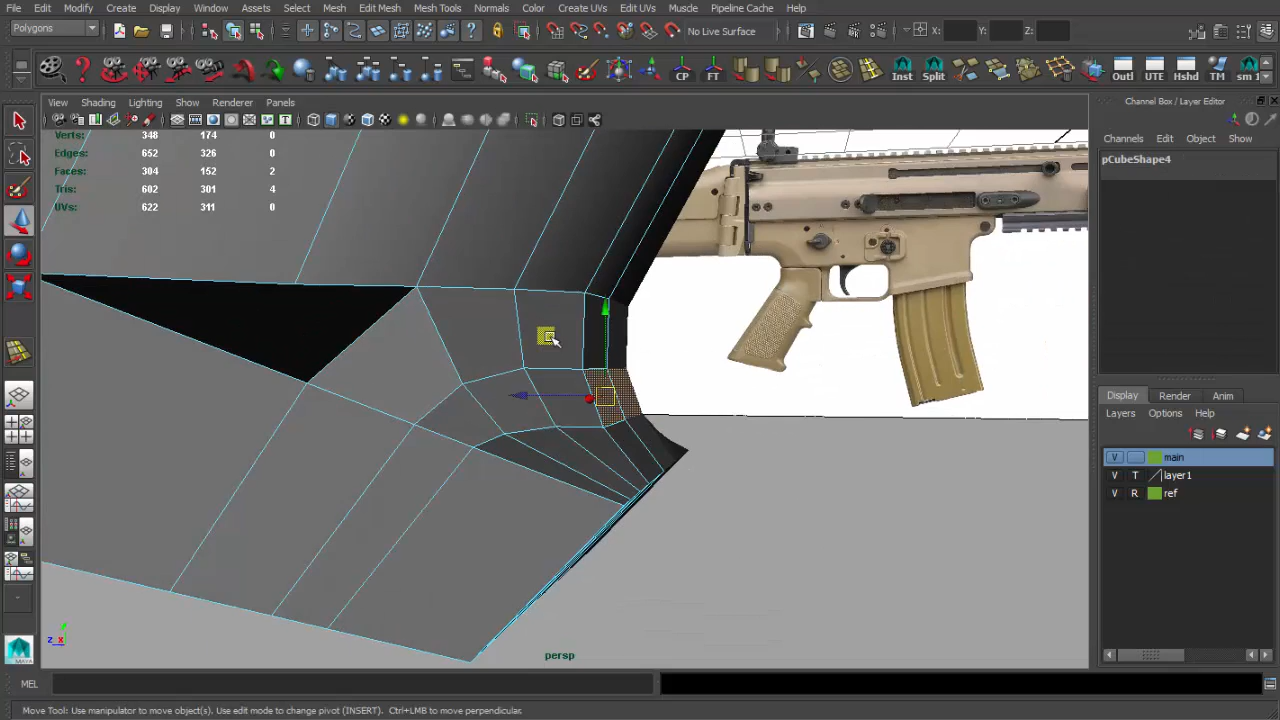 File Edit Modify Create Display Window Assets Select Mesh Edit Mesh Mesh Tools Normals Color Create UVs Edit UVs Muscle Pipeline Cache Help
Polygons No Live Surface X: Y: Z:
CP FT Inst Split Outl UTE Hshd TM sm 1
View Shading Lighting Show Renderer Panels
Channel Box / Layer Editor
Verts: 348 174 0
Edges: 652 326 0
Faces: 304 152 2
Tris: 602 301 4
UVs: 622 311 0
Channels Edit Object Show
pCubeShape4
Display Render Anim
Layers Options Help
V main
V T layer1
V R ref
y
z x
persp
MEL
Move Tool: Use manipulator to move object(s). Use edit mode to change pivot (INSERT). Ctrl+LMB to move perpendicular.